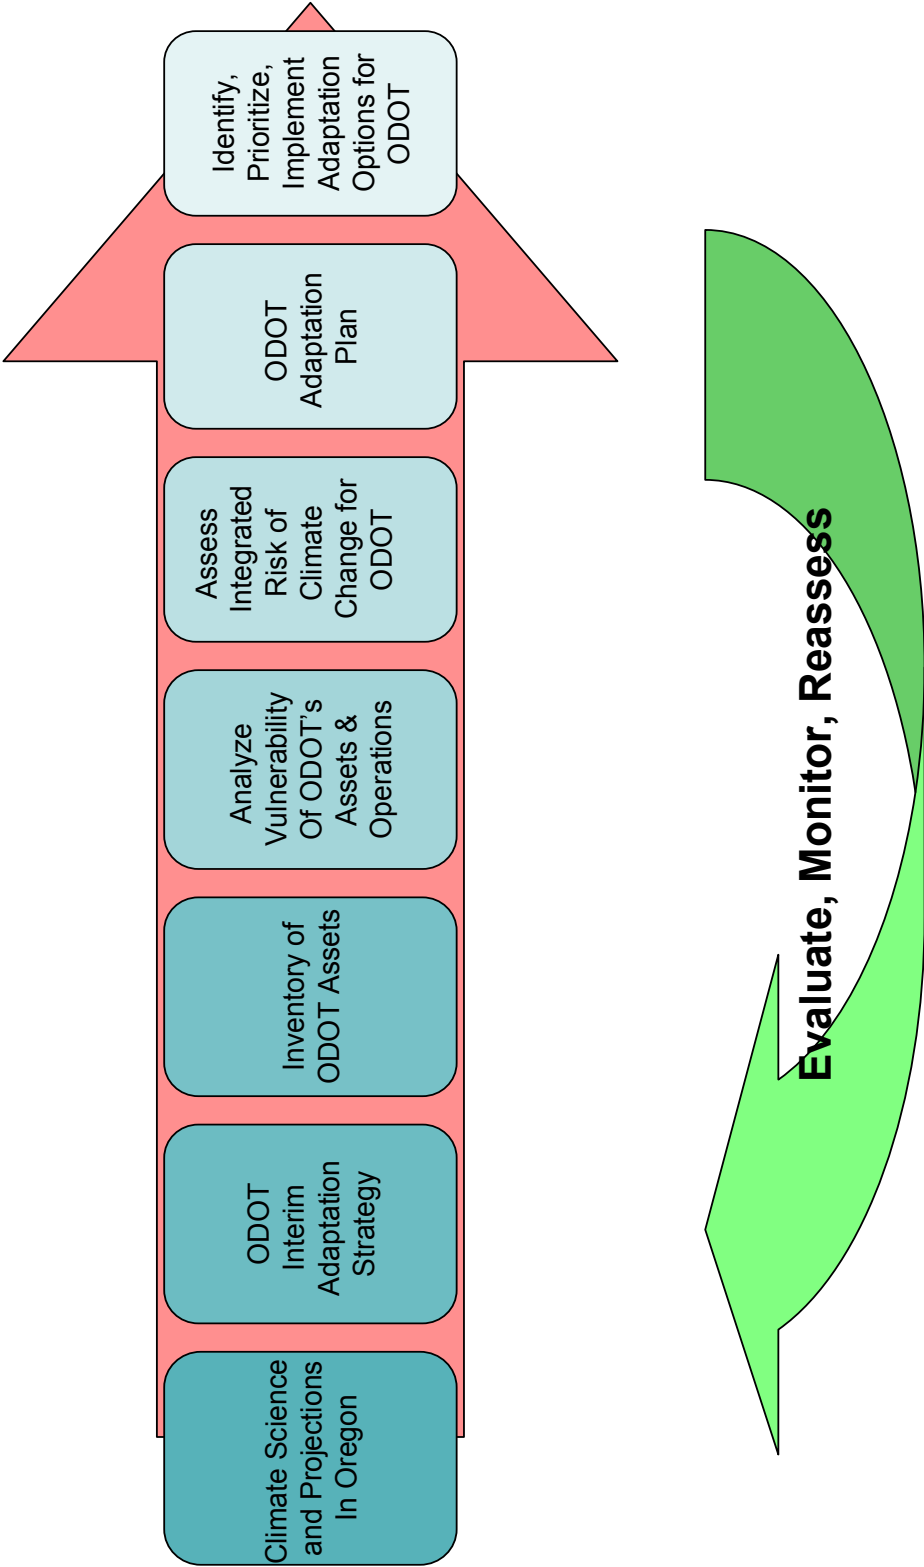 Climate Science
and Projections
In Oregon
ODOT
Interim
Adaptation
Strategy
Inventory of
ODOT Assets
Analyze
Vulnerability
Of ODOT's
Assets &
Operations
Assess
Integrated
Risk of
Climate
Change for
ODOT
ODOT
Adaptation
Plan
Identify,
Prioritize,
Implement
Adaptation
Options for
ODOT
Evaluate, Monitor, Reassess